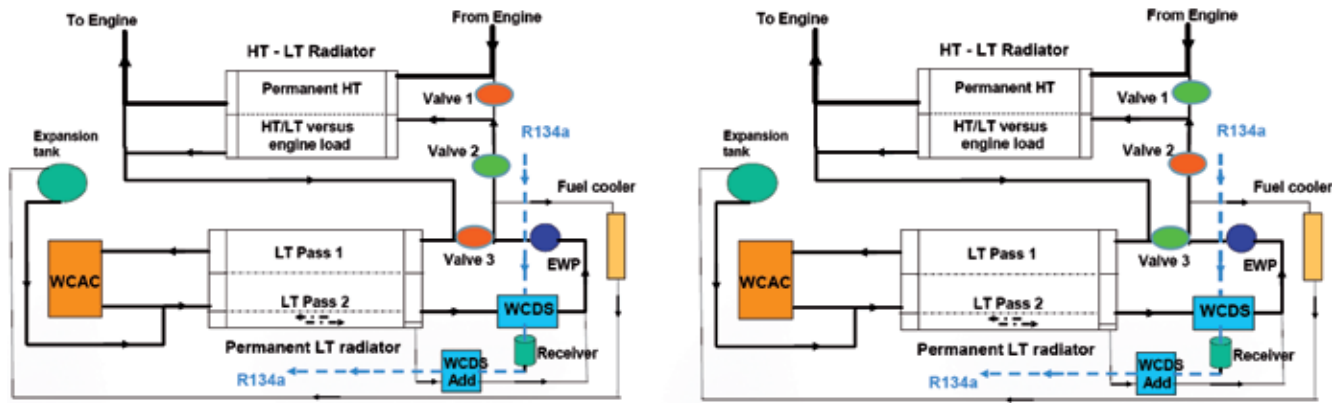 To Engine
From Engine
HT - LT Radiator
Permanent HT
Valve 1
HT/LT versus
engine load
R134a
Expansion
tank
Valve 2
Fuel cooler
WCAC
LT Pass 1
Valve 3
EWP
LT Pass 2
WCDS
Permanent LT radiator
Receiver
WCDS
Add
R134a
To Engine
From Engine
HT - LT Radiator
Permanent HT
Valve 1
HT/LT versus
engine load
R134a
Expansion
tank
Valve 2
Fuel cooler
WCAC
LT Pass 1
Valve 3
EWP
LT Pass 2
WCDS
Permanent LT radiator
Receiver
WCDS
Add
R134a